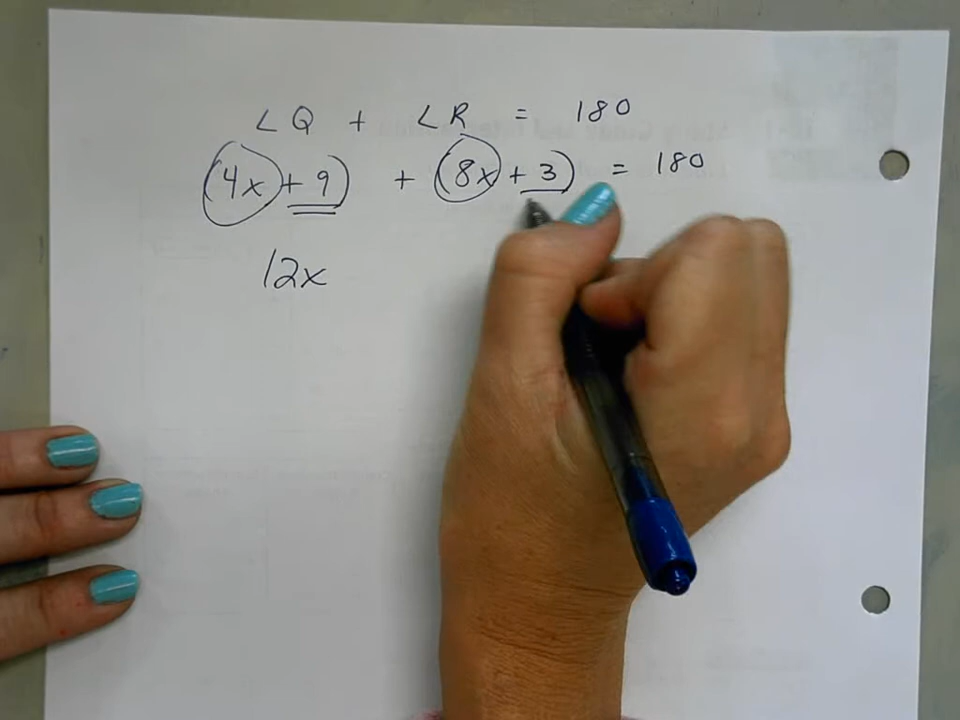 ∠Q + ∠R = 180
(4x + 9) + (8x + 3) = 180
12x